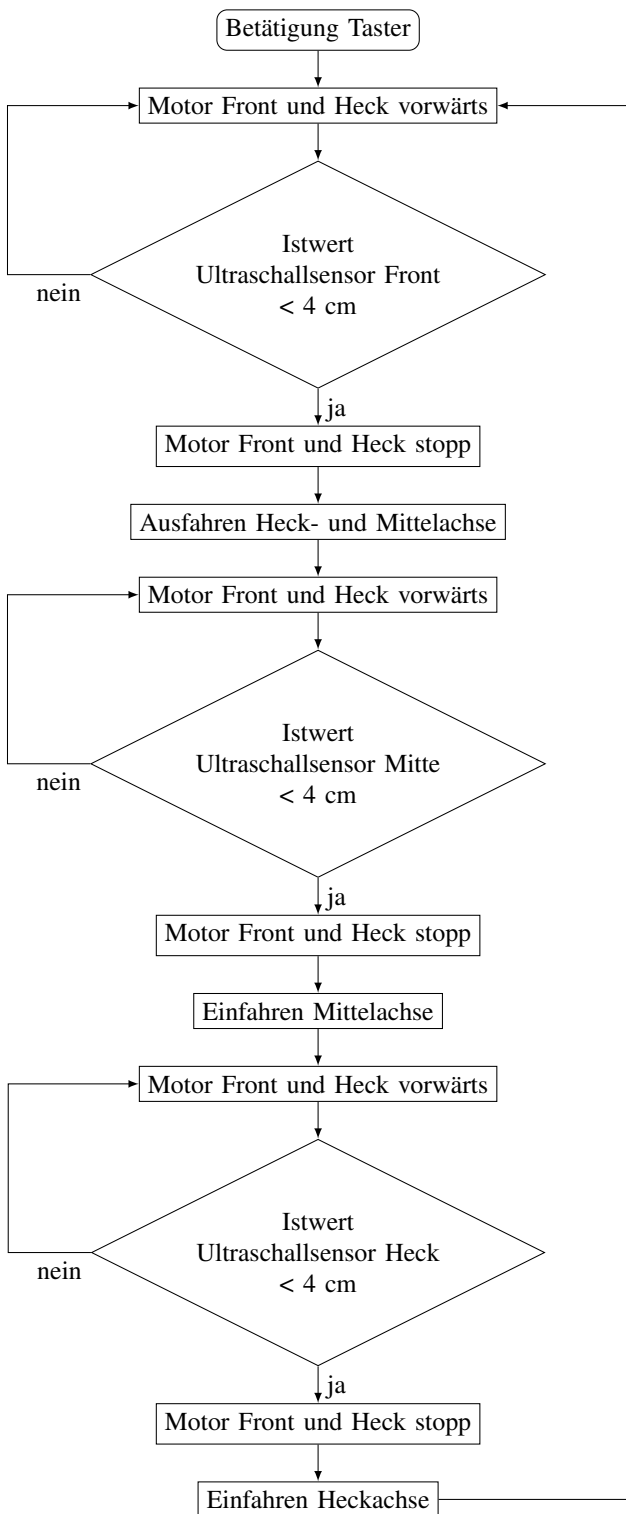 Betätigung Taster
Motor Front und Heck vorwärts
Istwert
Ultraschallsensor Front
< 4 cm
nein
ja
Motor Front und Heck stopp
Ausfahren Heck- und Mittelachse
Motor Front und Heck vorwärts
Istwert
Ultraschallsensor Mitte
< 4 cm
nein
ja
Motor Front und Heck stopp
Einfahren Mittelachse
Motor Front und Heck vorwärts
Istwert
Ultraschallsensor Heck
< 4 cm
nein
ja
Motor Front und Heck stopp
Einfahren Heckachse